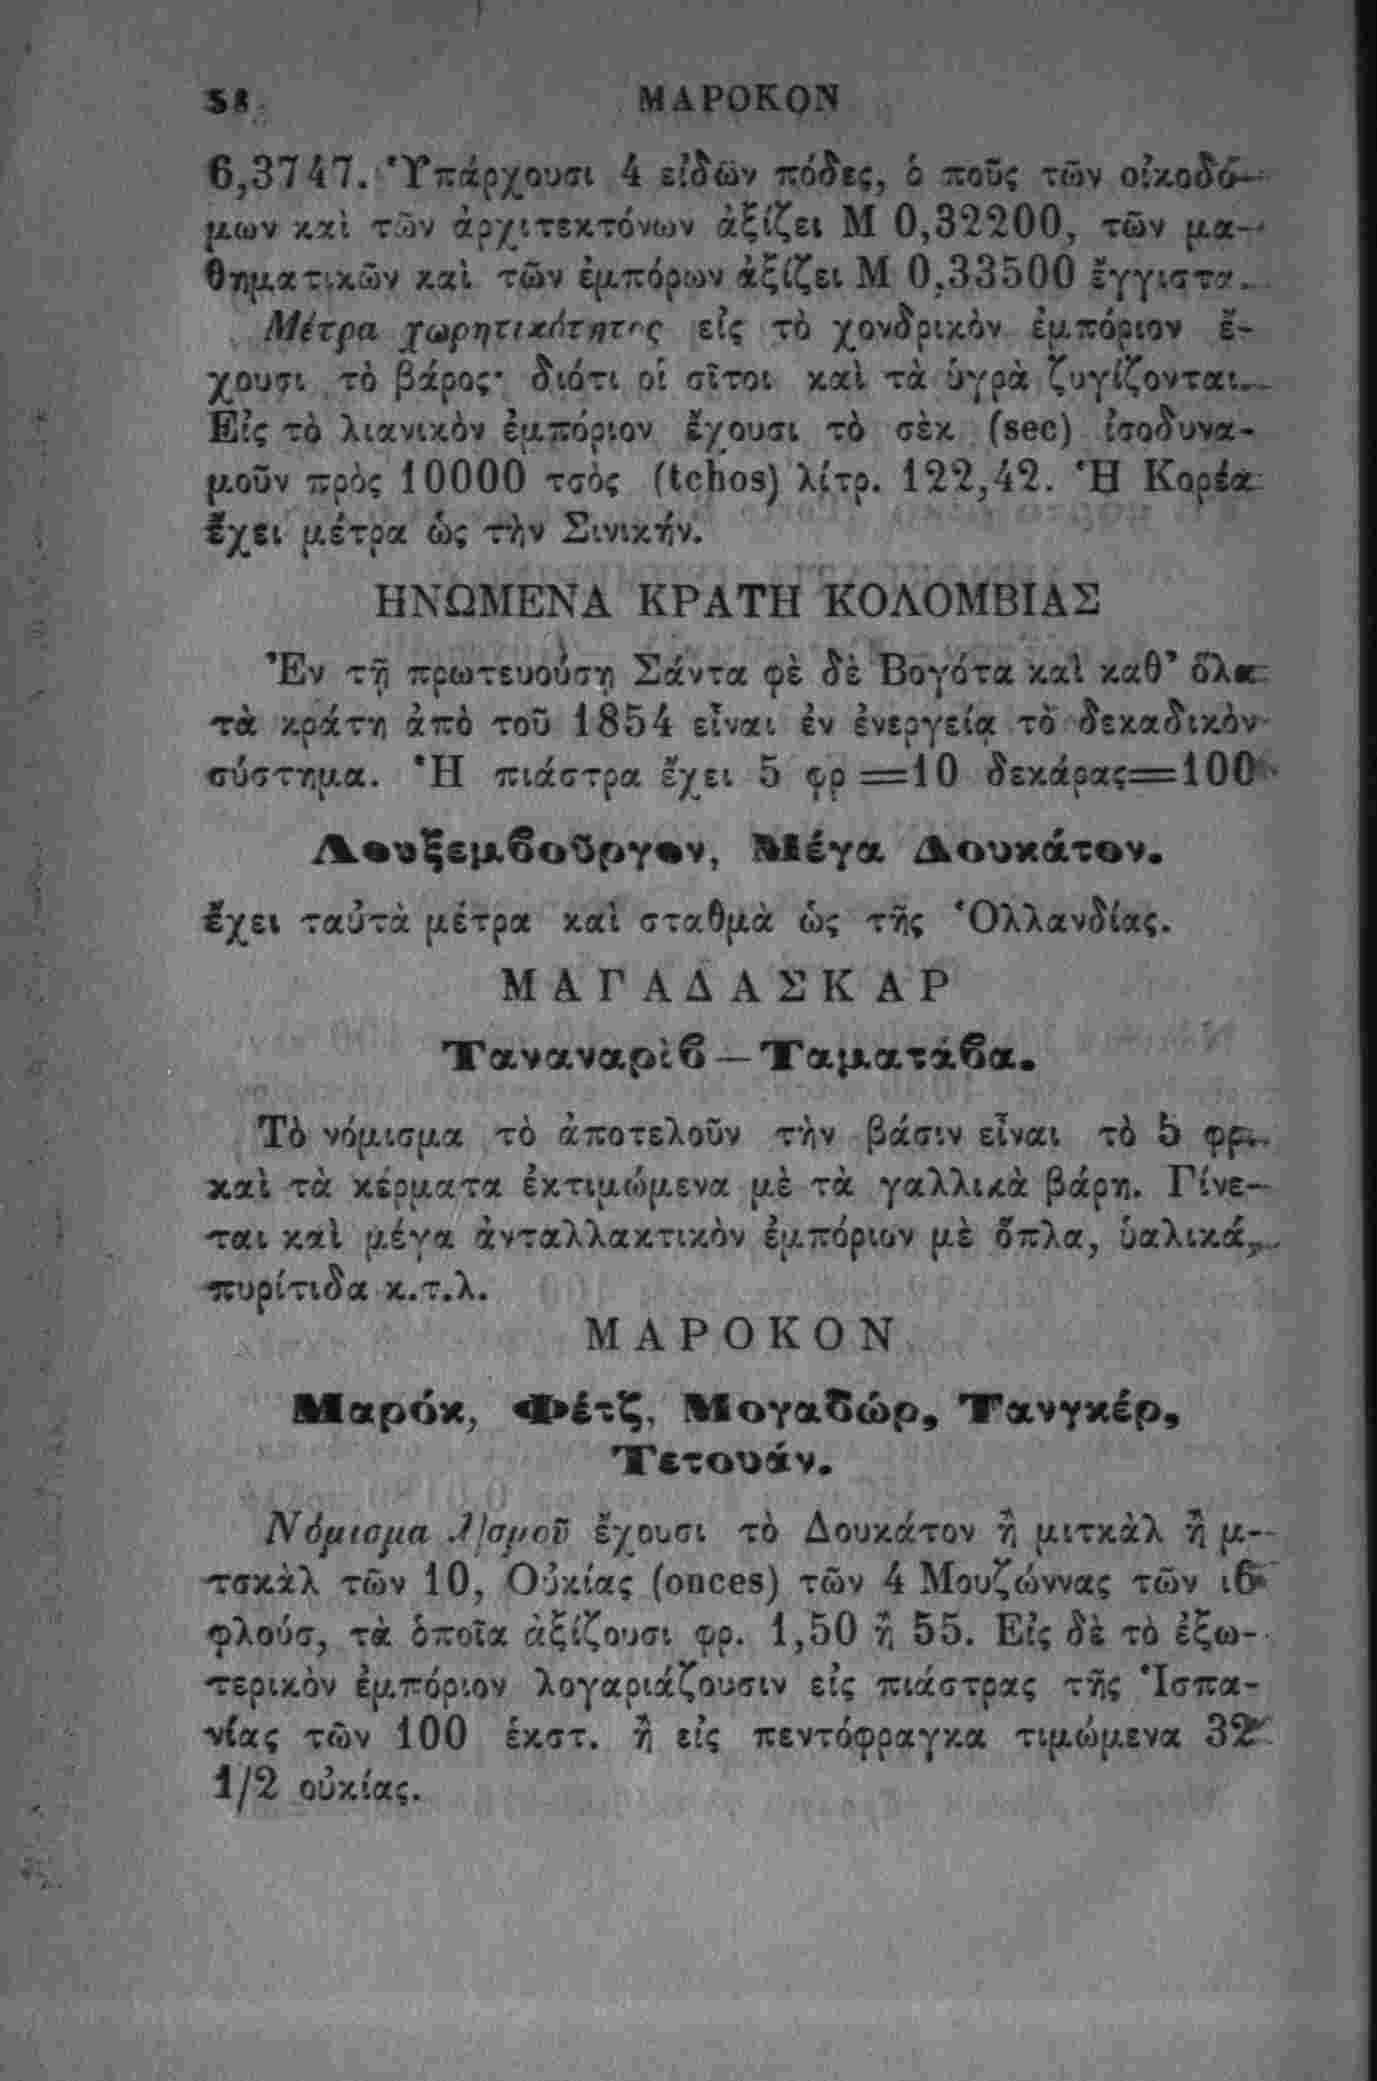 58 ΜΑΡΟΚΟΝ
6,3747. Ὑπάρχουσι 4 εἰδῶν πόδες, ὁ ποῦς τῶν οἰκοδό-
μων καὶ τῶν ἀρχιτεκτόνων ἀξίζει Μ 0,32200, τῶν μα-
θηματικῶν καὶ τῶν ἐμπόρων ἀξίζει Μ 0,33500 ἔγγιστα.
Μέτρα χωρητικότητος εἰς τὸ χονδρικὸν ἐμπόριον ἔ-
χουσι τὸ βάρος· διότι οἱ σῖτοι καὶ τὰ ὑγρὰ ζυγίζονται.
Εἰς τὸ λιανικὸν ἐμπόριον ἔχουσι τὸ σὲκ (sec) ἰσοδυνα-
μοῦν πρὸς 10000 τσὸς (tchos) λίτρ. 122,42. Ἡ Κορέα
ἔχει μέτρα ὡς τὴν Σινικήν.
ΗΝΩΜΕΝΑ ΚΡΑΤΗ ΚΟΛΟΜΒΙΑΣ
Ἐν τῇ πρωτευούσῃ Σάντα φὲ δὲ Βογότα καὶ καθ' ὅλα
τὰ κράτη ἀπὸ τοῦ 1854 εἶναι ἐν ἐνεργείᾳ τὸ δεκαδικὸν
σύστημα. Ἡ πιάστρα ἔχει 5 φρ=10 δεκάρας=100
Λουξεμβοῦργον, Μέγα Δουκάτον.
ἔχει ταὐτὰ μέτρα καὶ σταθμὰ ὡς τῆς Ὁλλανδίας.
ΜΑΓΑΔΑΣΚΑΡ
Ταναναρὶβ—Ταματάβα.
Τὸ νόμισμα τὸ ἀποτελοῦν τὴν βάσιν εἶναι τὸ 5 φρ.
καὶ τὰ κέρματα ἐκτιμώμενα μὲ τὰ γαλλικὰ βάρη. Γίνε-
ται καὶ μέγα ἀνταλλακτικὸν ἐμπόριον μὲ ὅπλα, ὑαλικά,
πυρίτιδα κ.τ.λ.
ΜΑΡΟΚΟΝ
Μαρόκ, Φέτζ, Μογαδώρ, Τανγκέρ,
Τετουάν.
Νόμισμα Λ)σμοῦ ἔχουσι τὸ Δουκάτον ἢ μιτκὰλ ἢ μ-
τσκὰλ τῶν 10, Οὐκίας (onces) τῶν 4 Μουζώννας τῶν ιϐ
φλούσ, τὰ ὁποῖα ἀξίζουσι φρ. 1,50 ἢ 55. Εἰς δὲ τὸ ἐξω-
τερικὸν ἐμπόριον λογαριάζουσιν εἰς πιάστρας τῆς Ἱσπα-
νίας τῶν 100 ἑκστ. ἢ εἰς πεντόφραγκα τιμώμενα 32
1/2 οὐκίας.